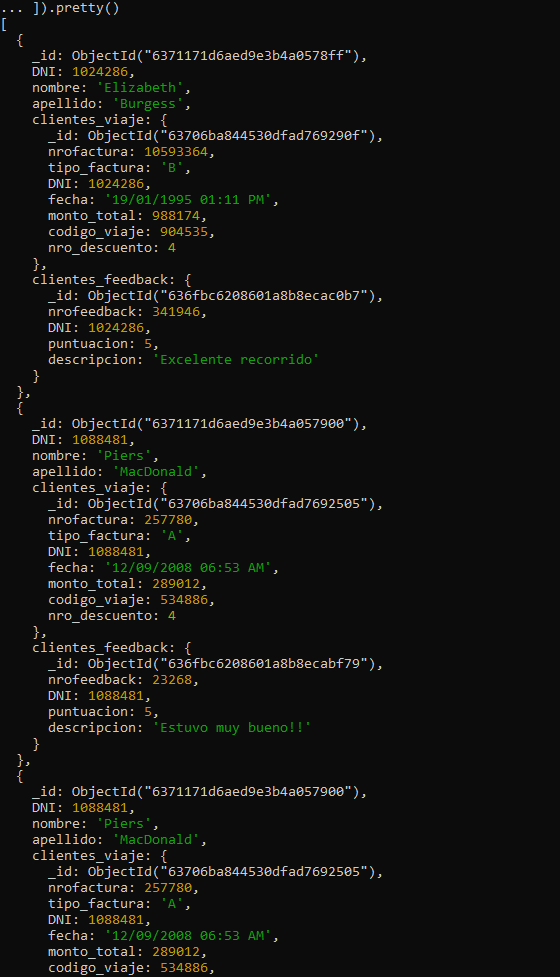 ... ]).pretty()
[
  {
    _id: ObjectId("6371171d6aed9e3b4a0578ff"),
    DNI: 1024286,
    nombre: 'Elizabeth',
    apellido: 'Burgess',
    clientes_viaje: {
      _id: ObjectId("63706ba844530dfad769290f"),
      nrofactura: 10593364,
      tipo_factura: 'B',
      DNI: 1024286,
      fecha: '19/01/1995 01:11 PM',
      monto_total: 988174,
      codigo_viaje: 904535,
      nro_descuento: 4
    },
    clientes_feedback: {
      _id: ObjectId("636fbc6208601a8b8ecac0b7"),
      nrofeedback: 341946,
      DNI: 1024286,
      puntuacion: 5,
      descripcion: 'Excelente recorrido'
    }
  },
  {
    _id: ObjectId("6371171d6aed9e3b4a057900"),
    DNI: 1088481,
    nombre: 'Piers',
    apellido: 'MacDonald',
    clientes_viaje: {
      _id: ObjectId("63706ba844530dfad7692505"),
      nrofactura: 257780,
      tipo_factura: 'A',
      DNI: 1088481,
      fecha: '12/09/2008 06:53 AM',
      monto_total: 289012,
      codigo_viaje: 534886,
      nro_descuento: 4
    },
    clientes_feedback: {
      _id: ObjectId("636fbc6208601a8b8ecabf79"),
      nrofeedback: 23268,
      DNI: 1088481,
      puntuacion: 5,
      descripcion: 'Estuvo muy bueno!!'
    }
  },
  {
    _id: ObjectId("6371171d6aed9e3b4a057900"),
    DNI: 1088481,
    nombre: 'Piers',
    apellido: 'MacDonald',
    clientes_viaje: {
      _id: ObjectId("63706ba844530dfad7692505"),
      nrofactura: 257780,
      tipo_factura: 'A',
      DNI: 1088481,
      fecha: '12/09/2008 06:53 AM',
      monto_total: 289012,
      codigo_viaje: 534886,